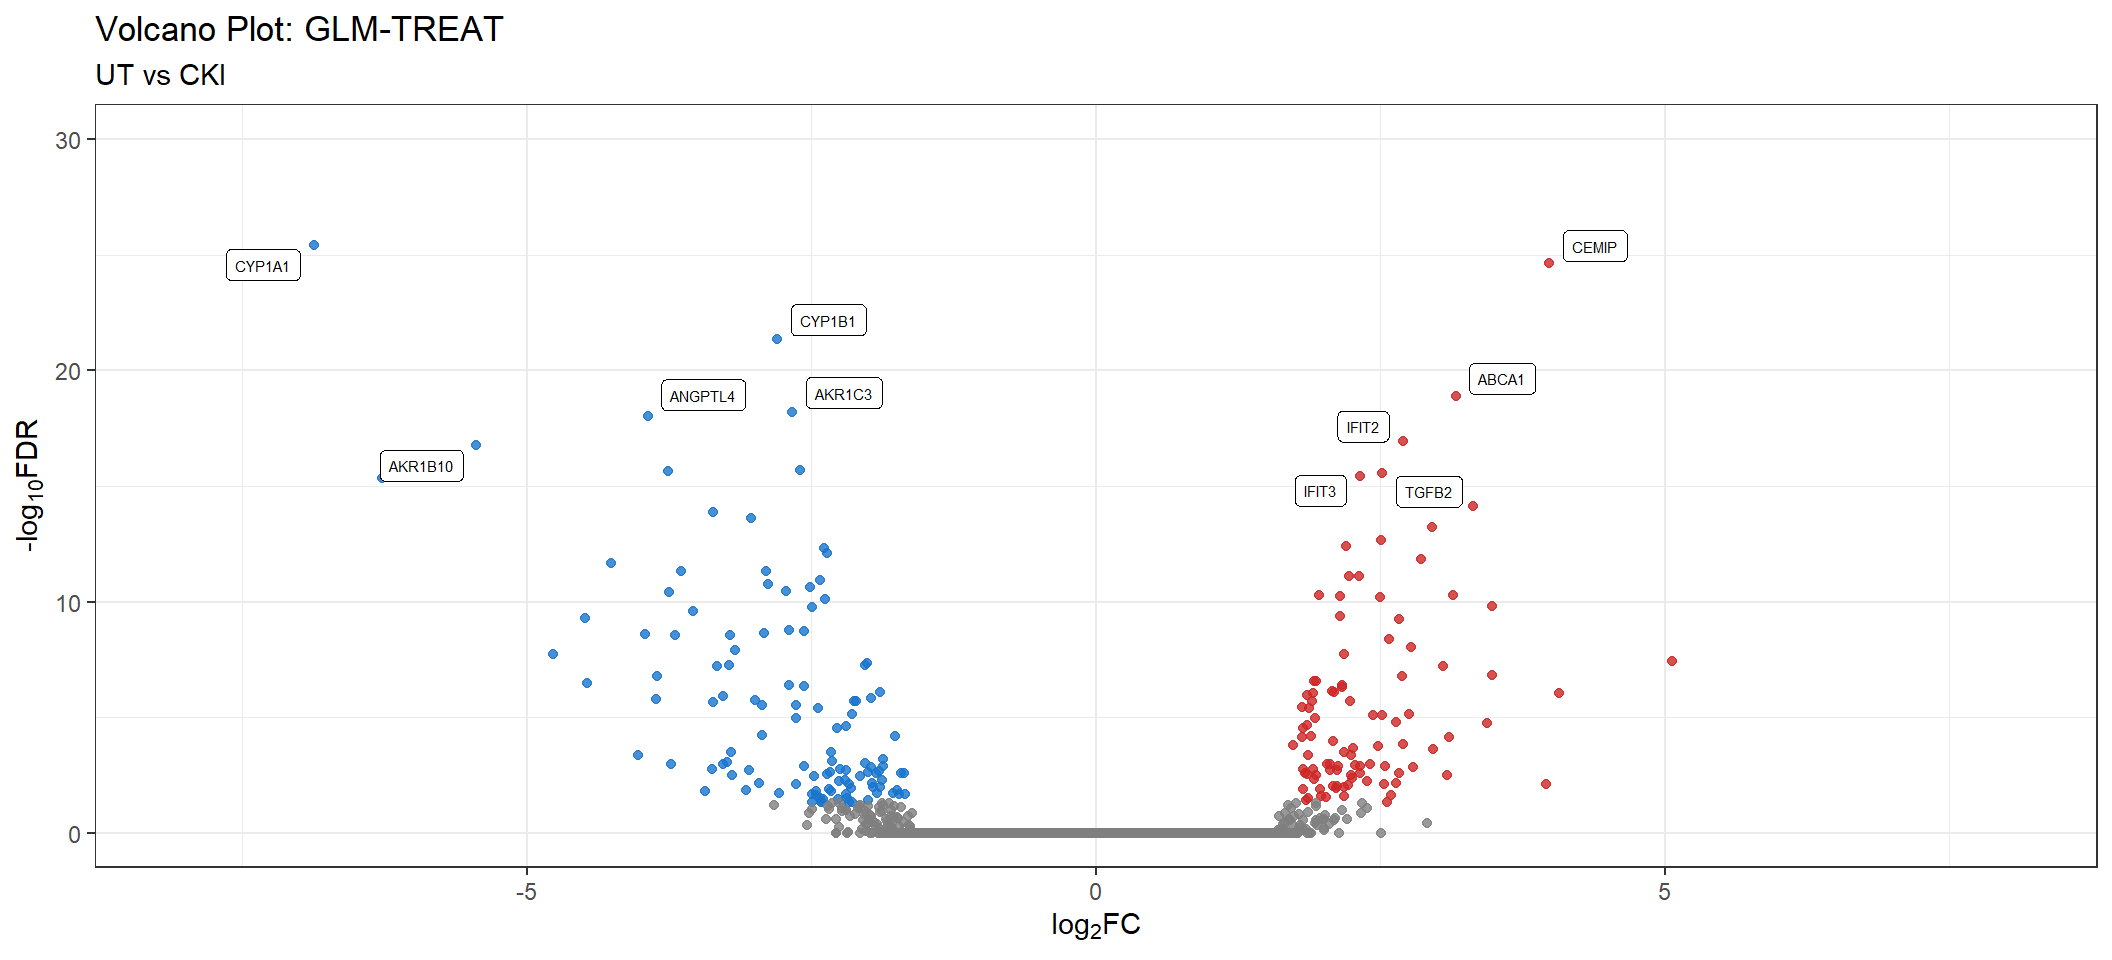 Volcano Plot: GLM-TREAT
UT vs CKI
30
20
10
0
-log10FDR
CYP1A1
CEMIP
CYP1B1
ABCA1
ANGPTL4
AKR1C3
IFIT2
AKR1B10
IFIT3
TGFB2
-5
0
5
log2FC